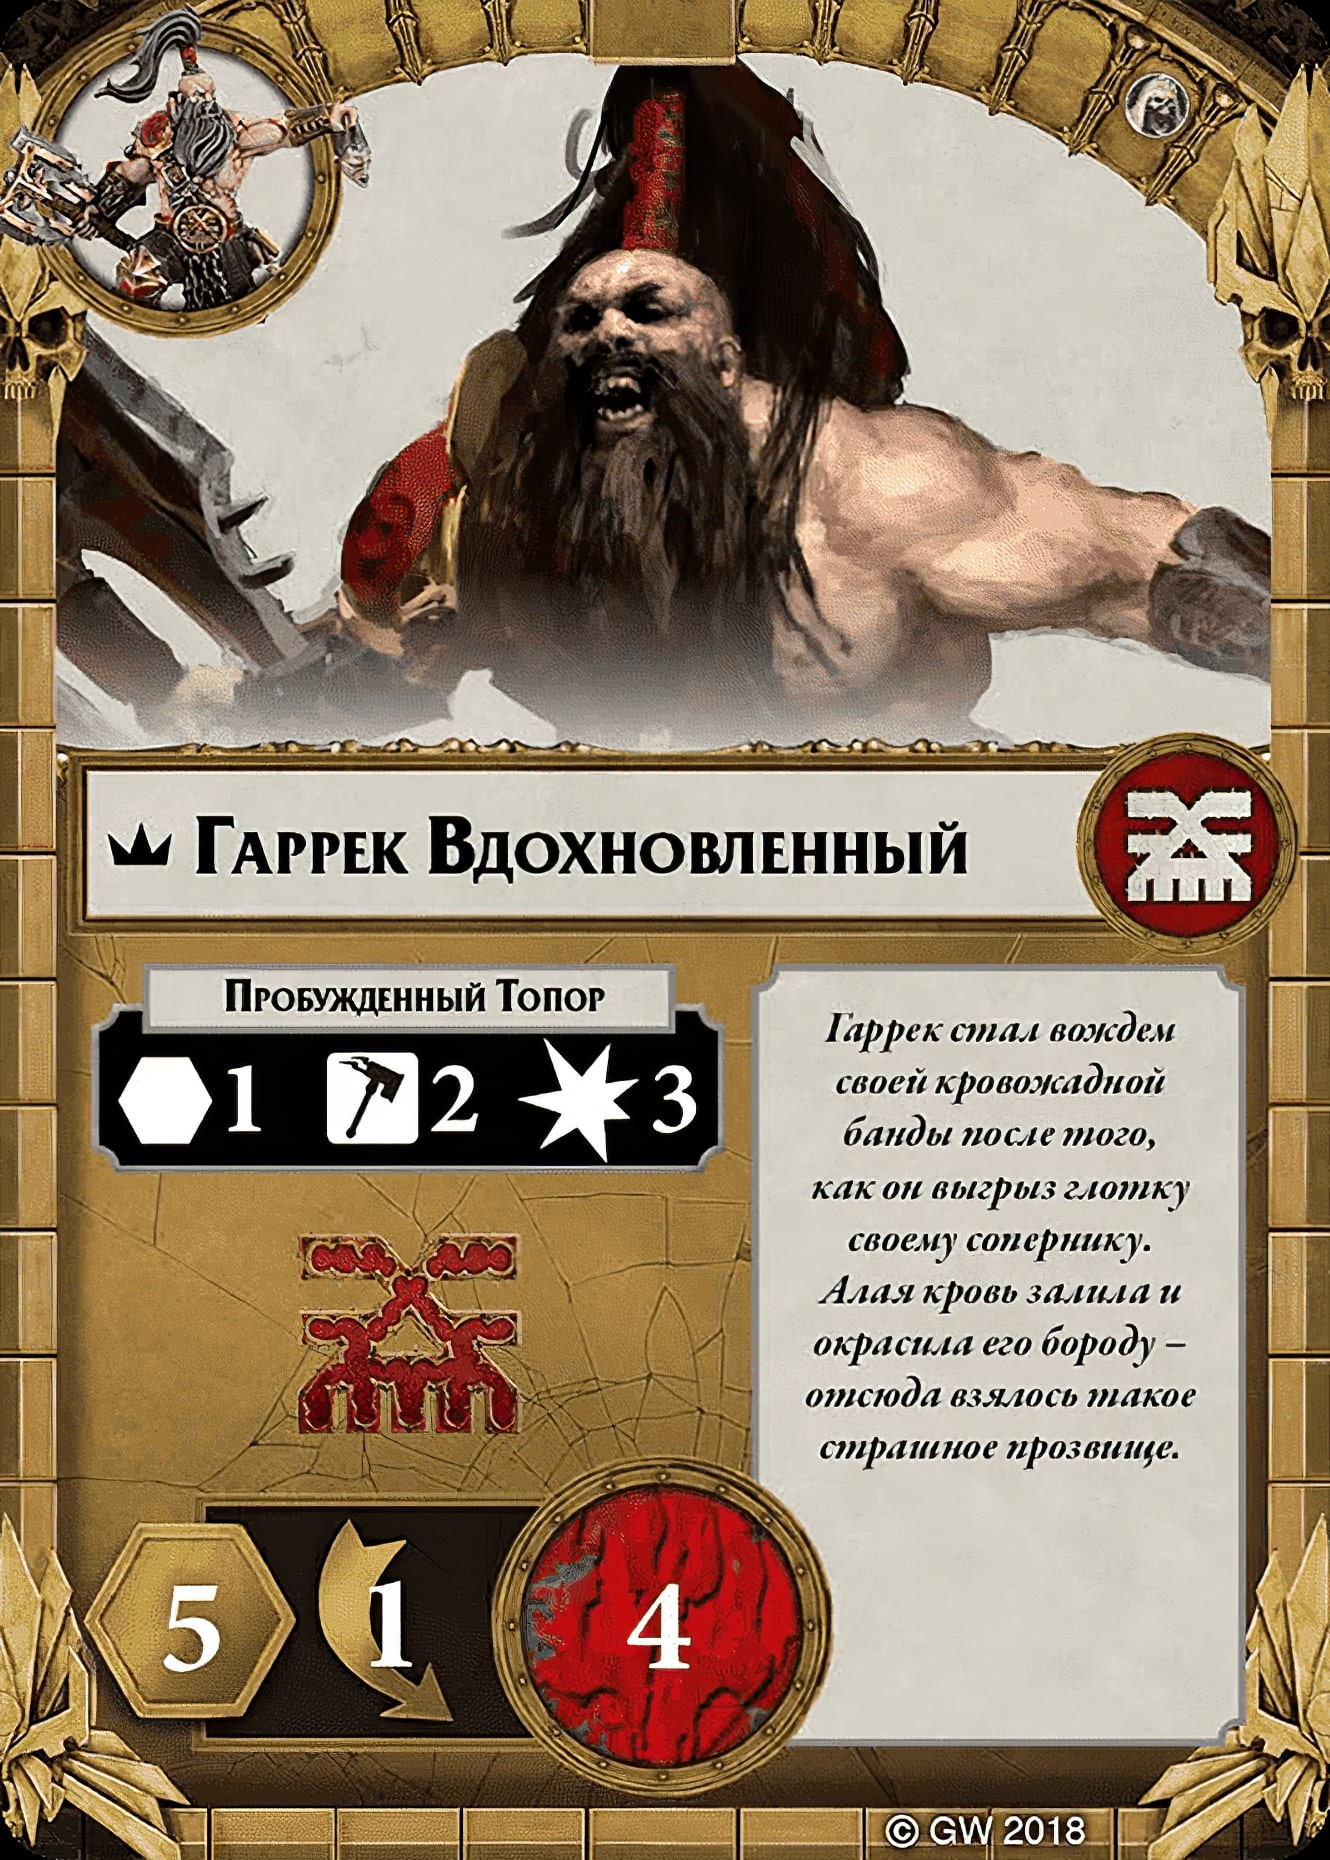 Гаррек Вдохновленный
Пробужденный Топор
1 2 3
Гаррек стал вождем
своей кровожадной
банды после того,
как он выгрыз глотку
своему сопернику.
Алая кровь залила и
окрасила его бороду –
отсюда взялось такое
страшное прозвище.
5 1 4
© GW 2018